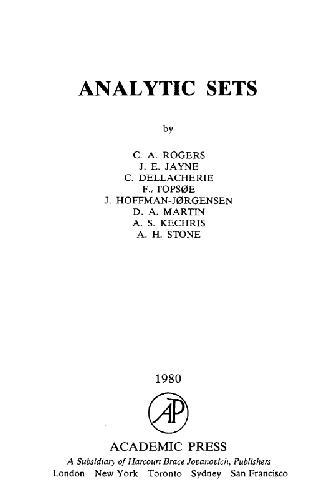 ANALYTIC SETS
by
C. A. ROGERS
J. E. JAYNE
C. DELLACHERIE
F. TOPSØE
J. HOFFMAN-JØRGENSEN
D. A. MARTIN
A. S. KECHRIS
A. H. STONE
1980
AP
ACADEMIC PRESS
A Subsidiary of Harcourt Brace Jovanovich, Publishers
London New York Toronto Sydney San Francisco